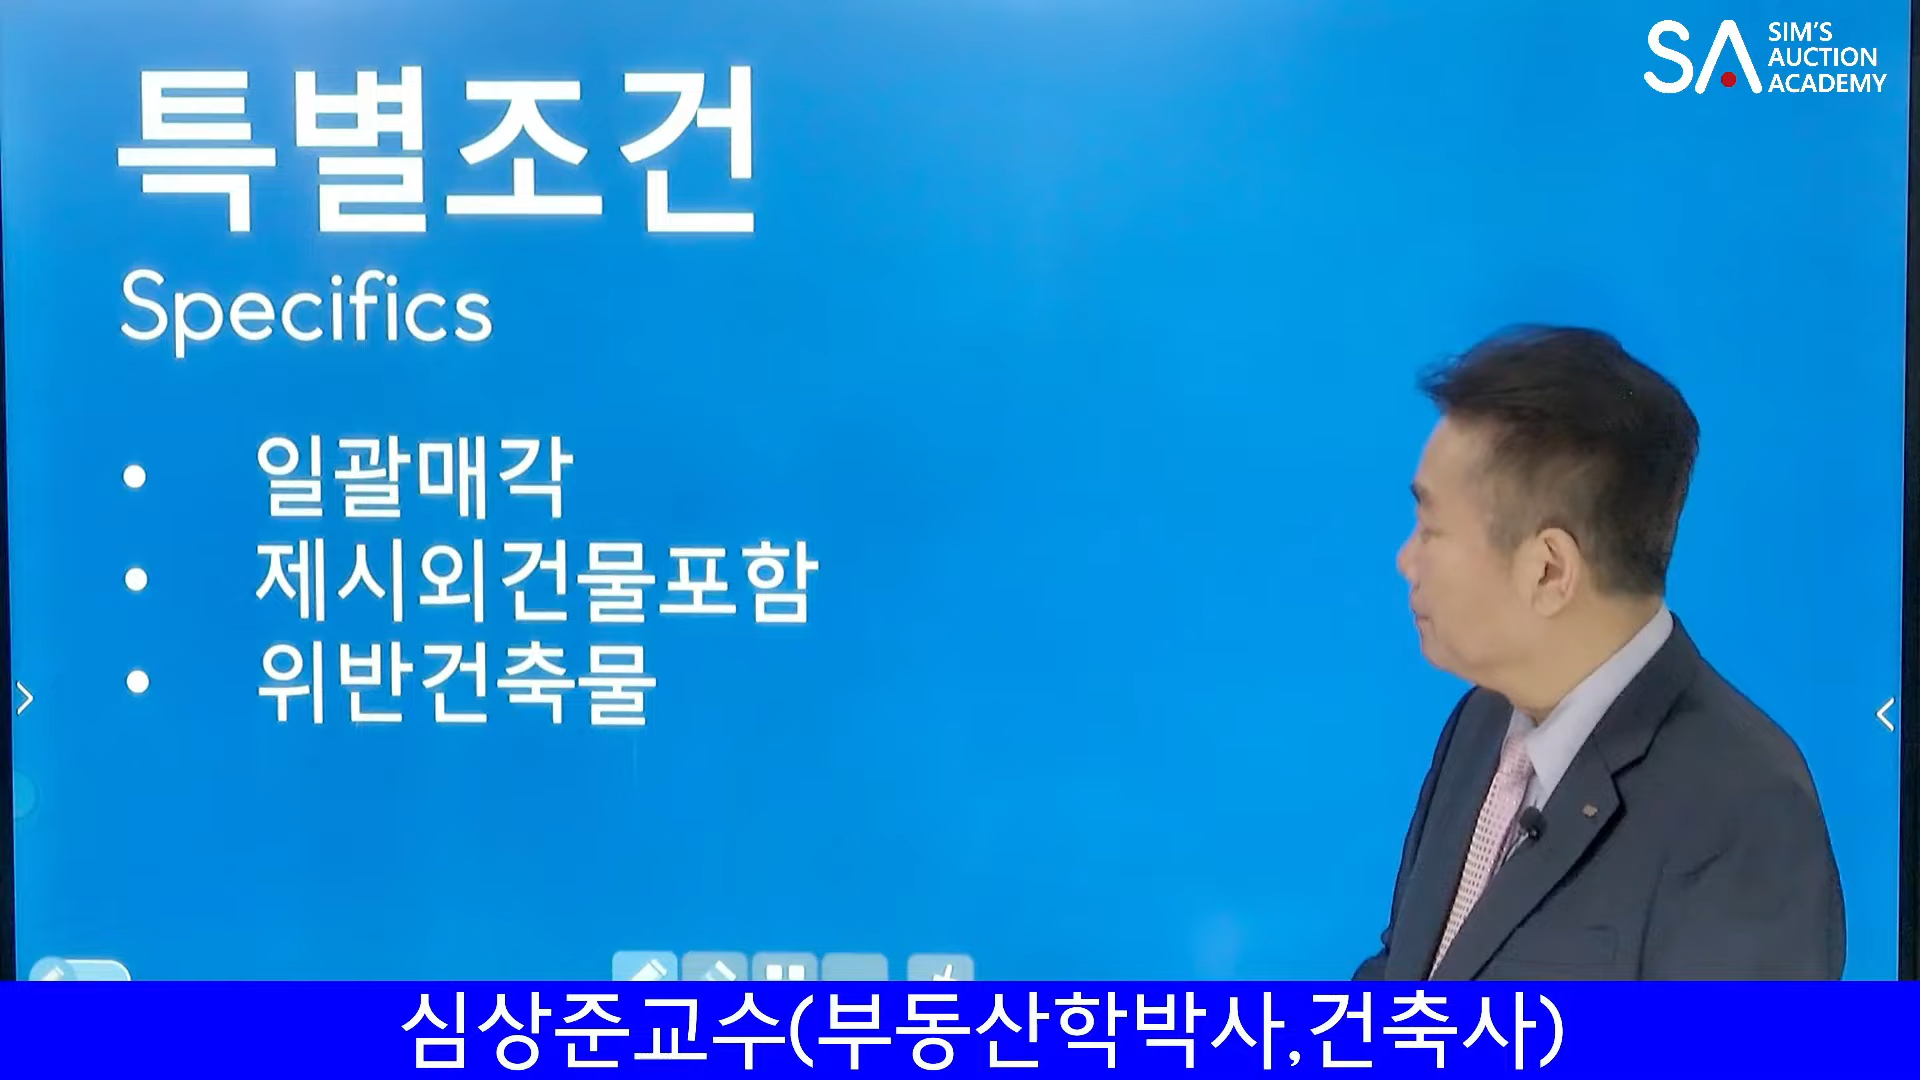 특별조건
Specifics
• 일괄매각
• 제시외건물포함
• 위반건축물
SA SIM'S
AUCTION
ACADEMY
심상준교수(부동산학박사,건축사)